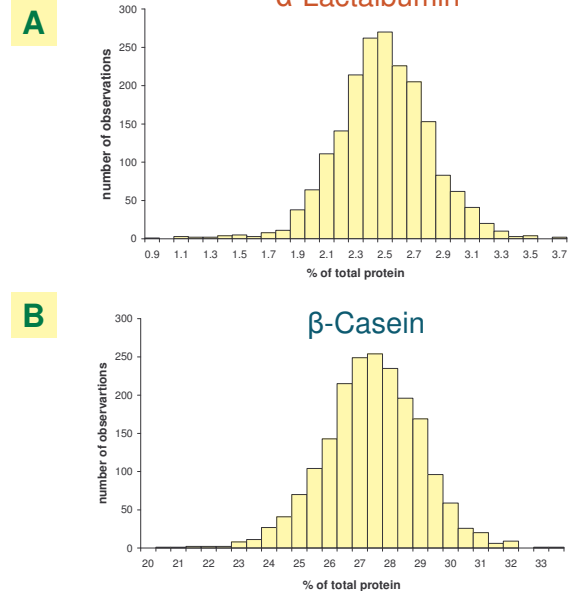 A
α-Lactalbumin
300
250
200
150
100
50
0
number of observations
0.9 1.1 1.3 1.5 1.7 1.9 2.1 2.3 2.5 2.7 2.9 3.1 3.3 3.5 3.7
% of total protein
B
β-Casein
300
250
200
150
100
50
0
number of observartions
20 21 22 23 24 25 26 27 28 29 30 31 32 33
% of total protein